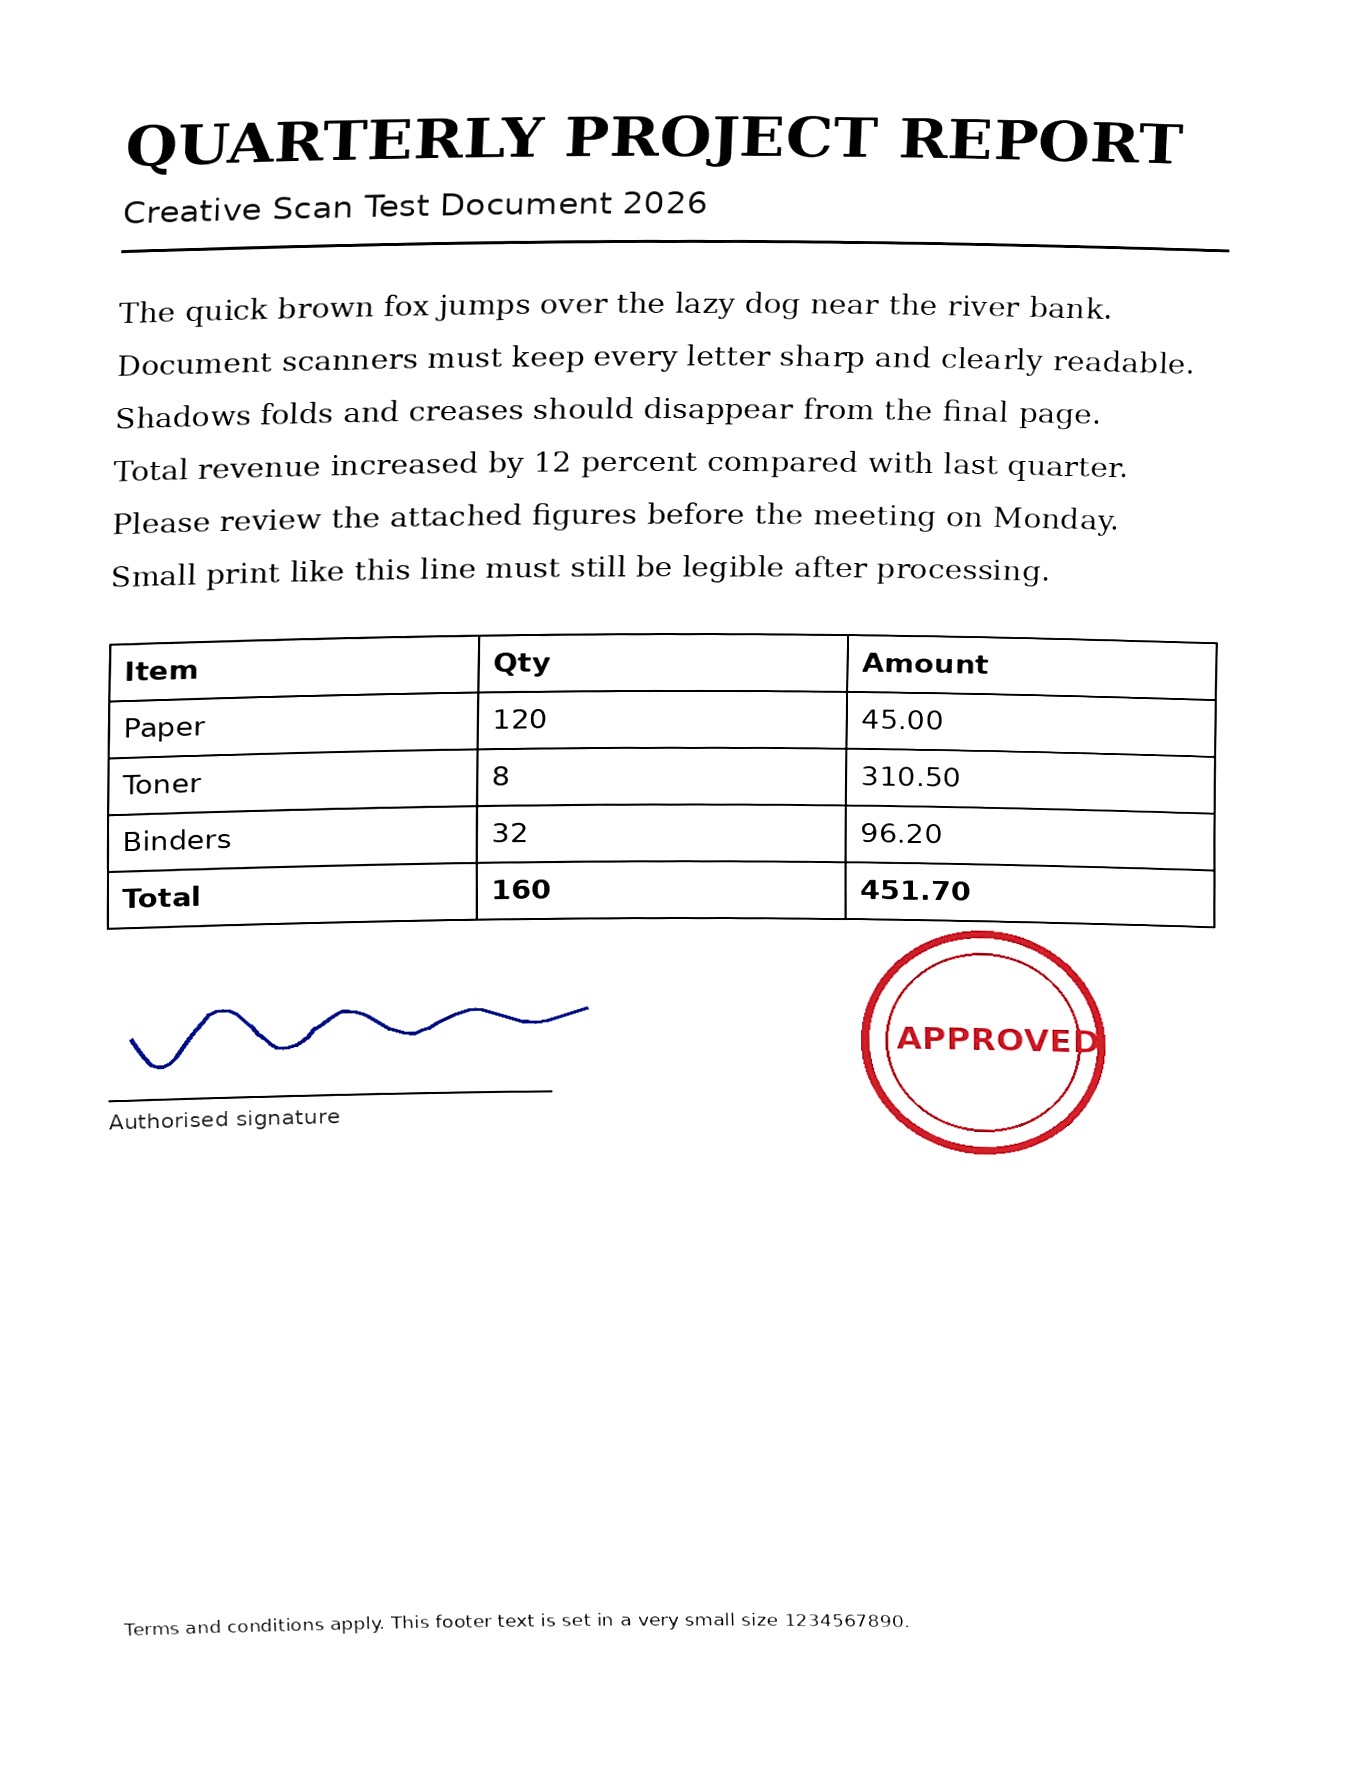 QUARTERLY PROJECT REPORT
Creative Scan Test Document 2026
The quick brown fox jumps over the lazy dog near the river bank.
Document scanners must keep every letter sharp and clearly readable.
Shadows folds and creases should disappear from the final page.
Total revenue increased by 12 percent compared with last quarter.
Please review the attached figures before the meeting on Monday.
Small print like this line must still be legible after processing.
Item Qty Amount
Paper 120 45.00
Toner 8 310.50
Binders 32 96.20
Total 160 451.70
APPROVED
Authorised signature
Terms and conditions apply. This footer text is set in a very small size 1234567890.